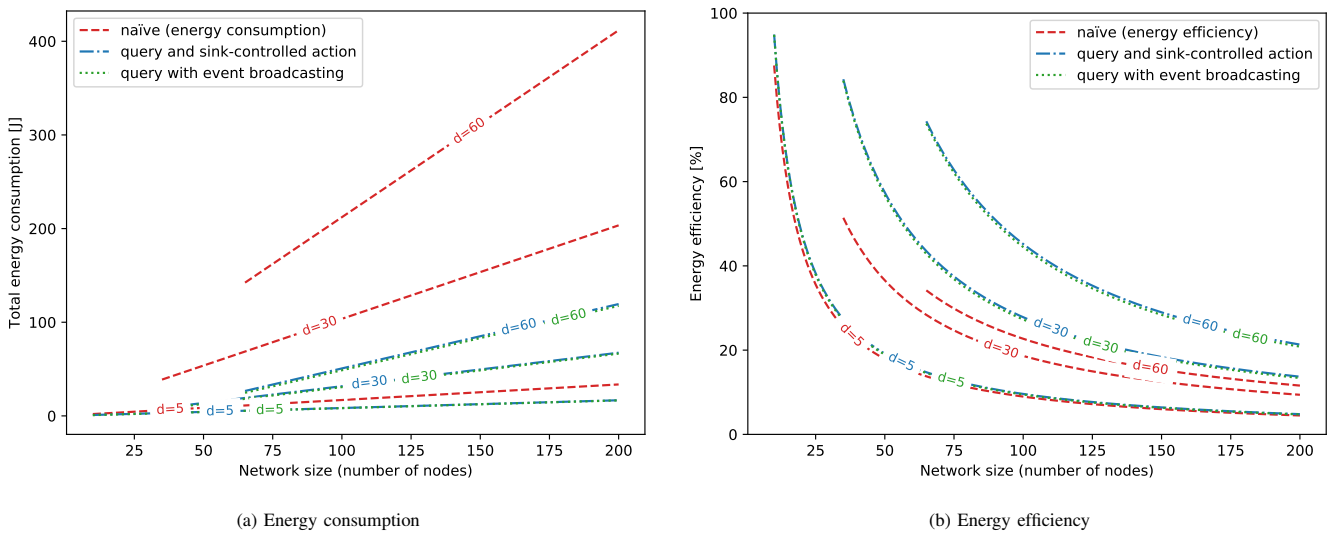 naïve (energy consumption)
query and sink-controlled action
query with event broadcasting
Total energy consumption [J]
400
300
200
100
0
d=60
d=30
d=60
d=60
d=30
d=30
d=5
d=5
d=5
25
50
75
100
125
150
175
200
Network size (number of nodes)
(a) Energy consumption
naïve (energy efficiency)
query and sink-controlled action
query with event broadcasting
Energy efficiency [%]
100
80
60
40
20
0
d=5
d=5
d=5
d=30
d=30
d=30
d=60
d=60
d=60
25
50
75
100
125
150
175
200
Network size (number of nodes)
(b) Energy efficiency